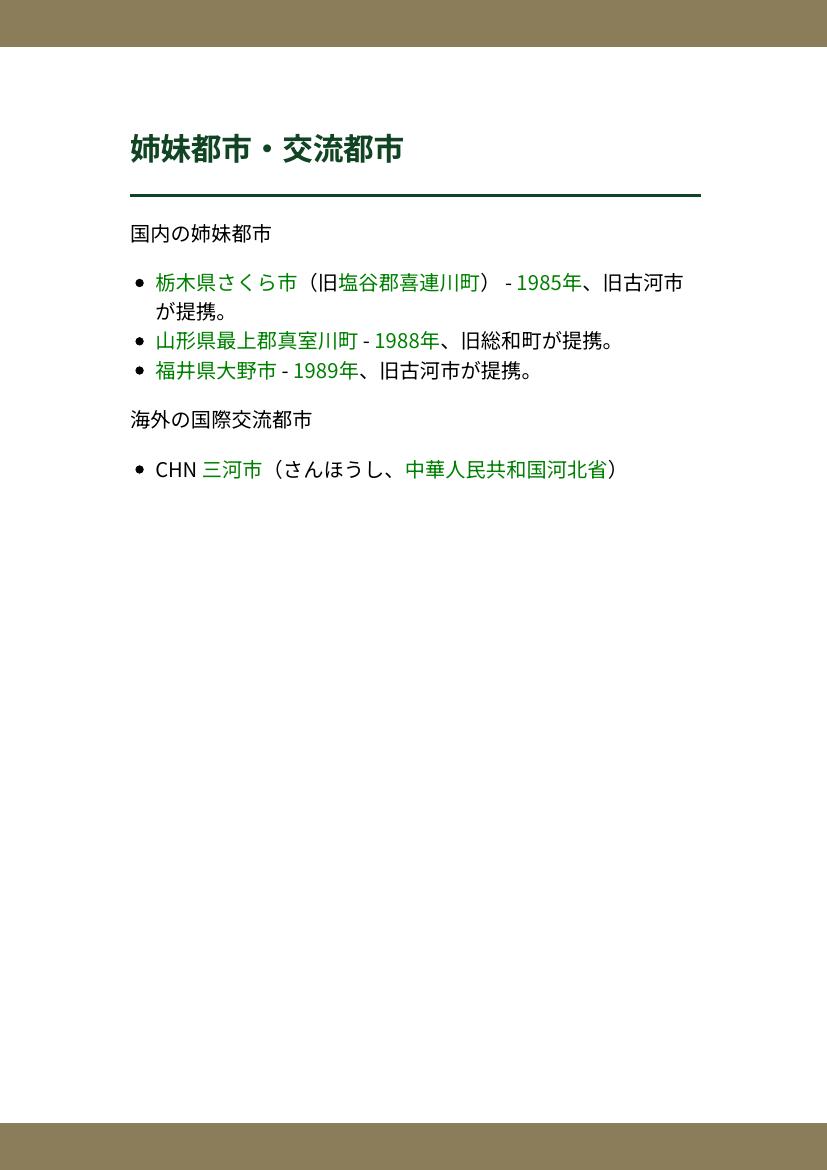 姉妹都市・交流都市
国内の姉妹都市
栃木県さくら市（旧塩谷郡喜連川町） - 1985年、旧古河市
が提携。
山形県最上郡真室川町 - 1988年、旧総和町が提携。
福井県大野市 - 1989年、旧古河市が提携。
海外の国際交流都市
CHN 三河市（さんほうし、中華人民共和国河北省）